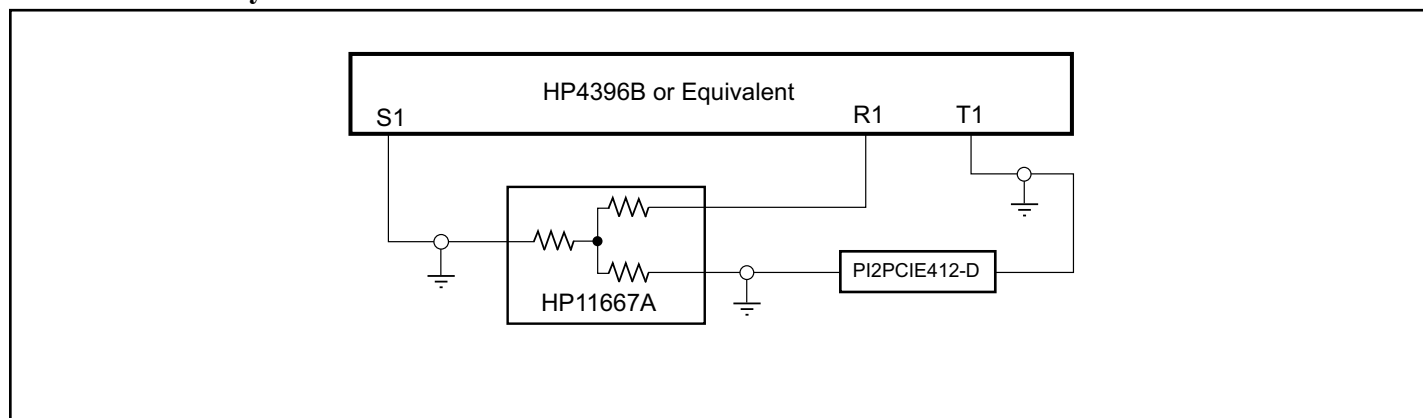 HP4396B or Equivalent
S1
R1
T1
PI2PCIE412-D
HP11667A